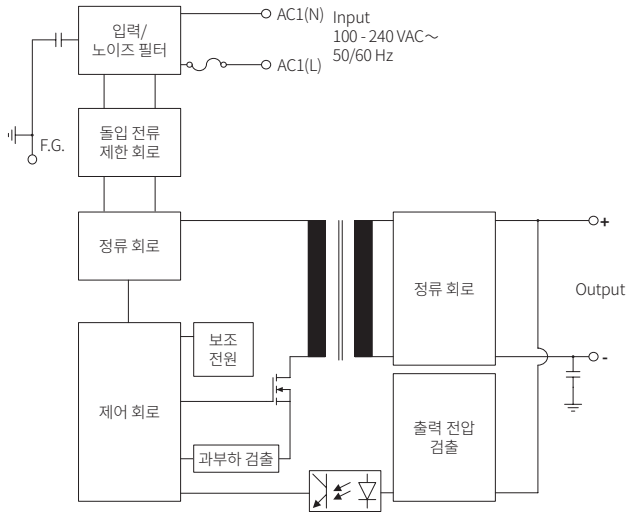 입력/
노이즈 필터
AC1(N)
Input
100 - 240 VAC～
50/60 Hz
AC1(L)
F.G.
돌입 전류
제한 회로
정류 회로
정류 회로
+
Output
-
보조
전원
제어 회로
과부하 검출
출력 전압
검출